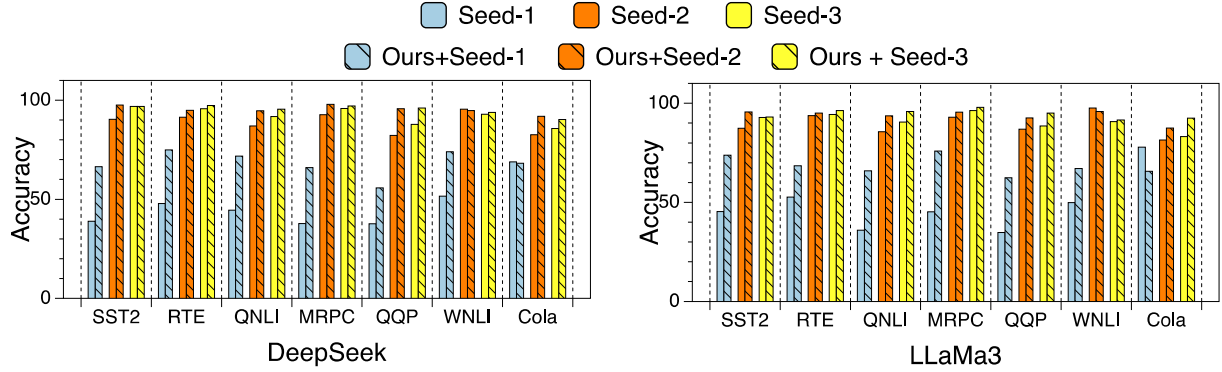 Seed-1 Seed-2 Seed-3
Ours+Seed-1 Ours+Seed-2 Ours + Seed-3
Accuracy
100
50
0
SST2 RTE QNLI MRPC QQP WNLI Cola
DeepSeek
Accuracy
100
50
0
SST2 RTE QNLI MRPC QQP WNLI Cola
LLaMa3